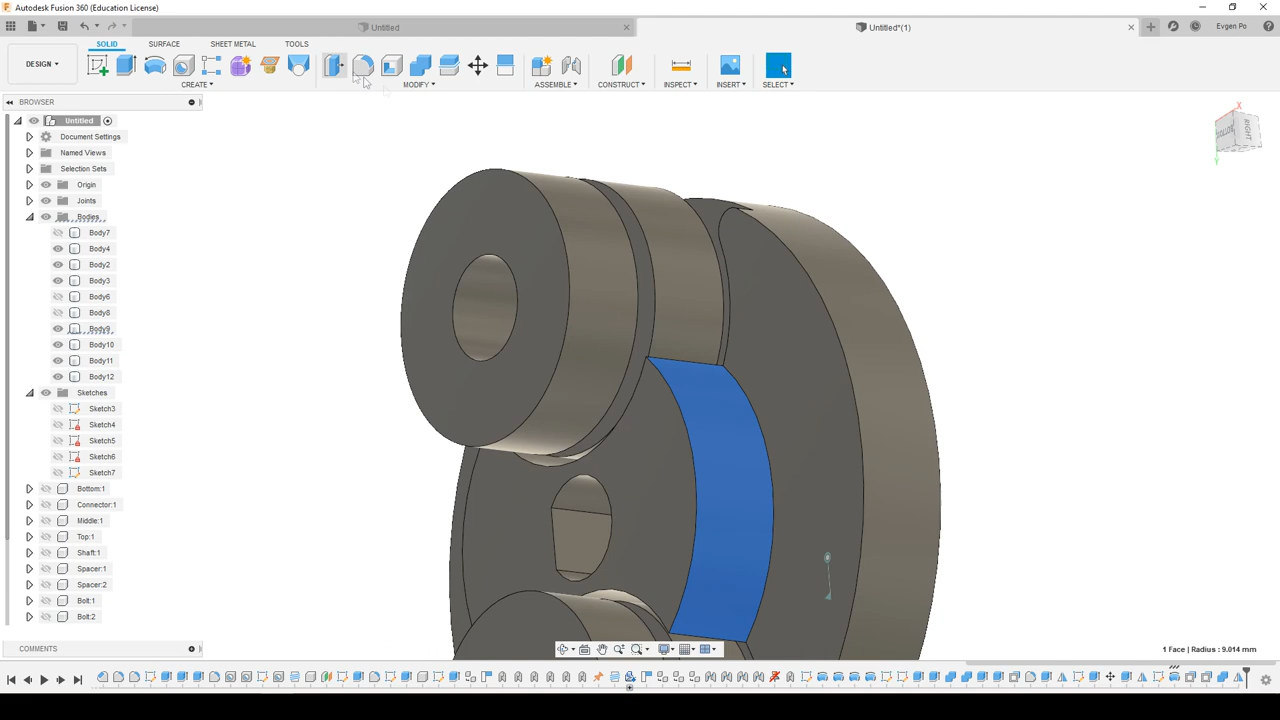 Autodesk Fusion 360 (Education License)
Untitled
Untitled*(1)
Evgen Po
SOLID
SURFACE
SHEET METAL
TOOLS
DESIGN
CREATE
MODIFY
ASSEMBLE
CONSTRUCT
INSPECT
INSERT
SELECT
BROWSER
Untitled
Document Settings
Named Views
Selection Sets
Origin
Joints
Bodies
Body7
Body4
Body2
Body3
Body6
Body8
Body9
Body10
Body11
Body12
Sketches
Sketch3
Sketch4
Sketch5
Sketch6
Sketch7
Bottom:1
Connector:1
Middle:1
Top:1
Shaft:1
Spacer:1
Spacer:2
Bolt:1
Bolt:2
X
RIGHT
Y
COMMENTS
1 Face | Radius : 9.014 mm